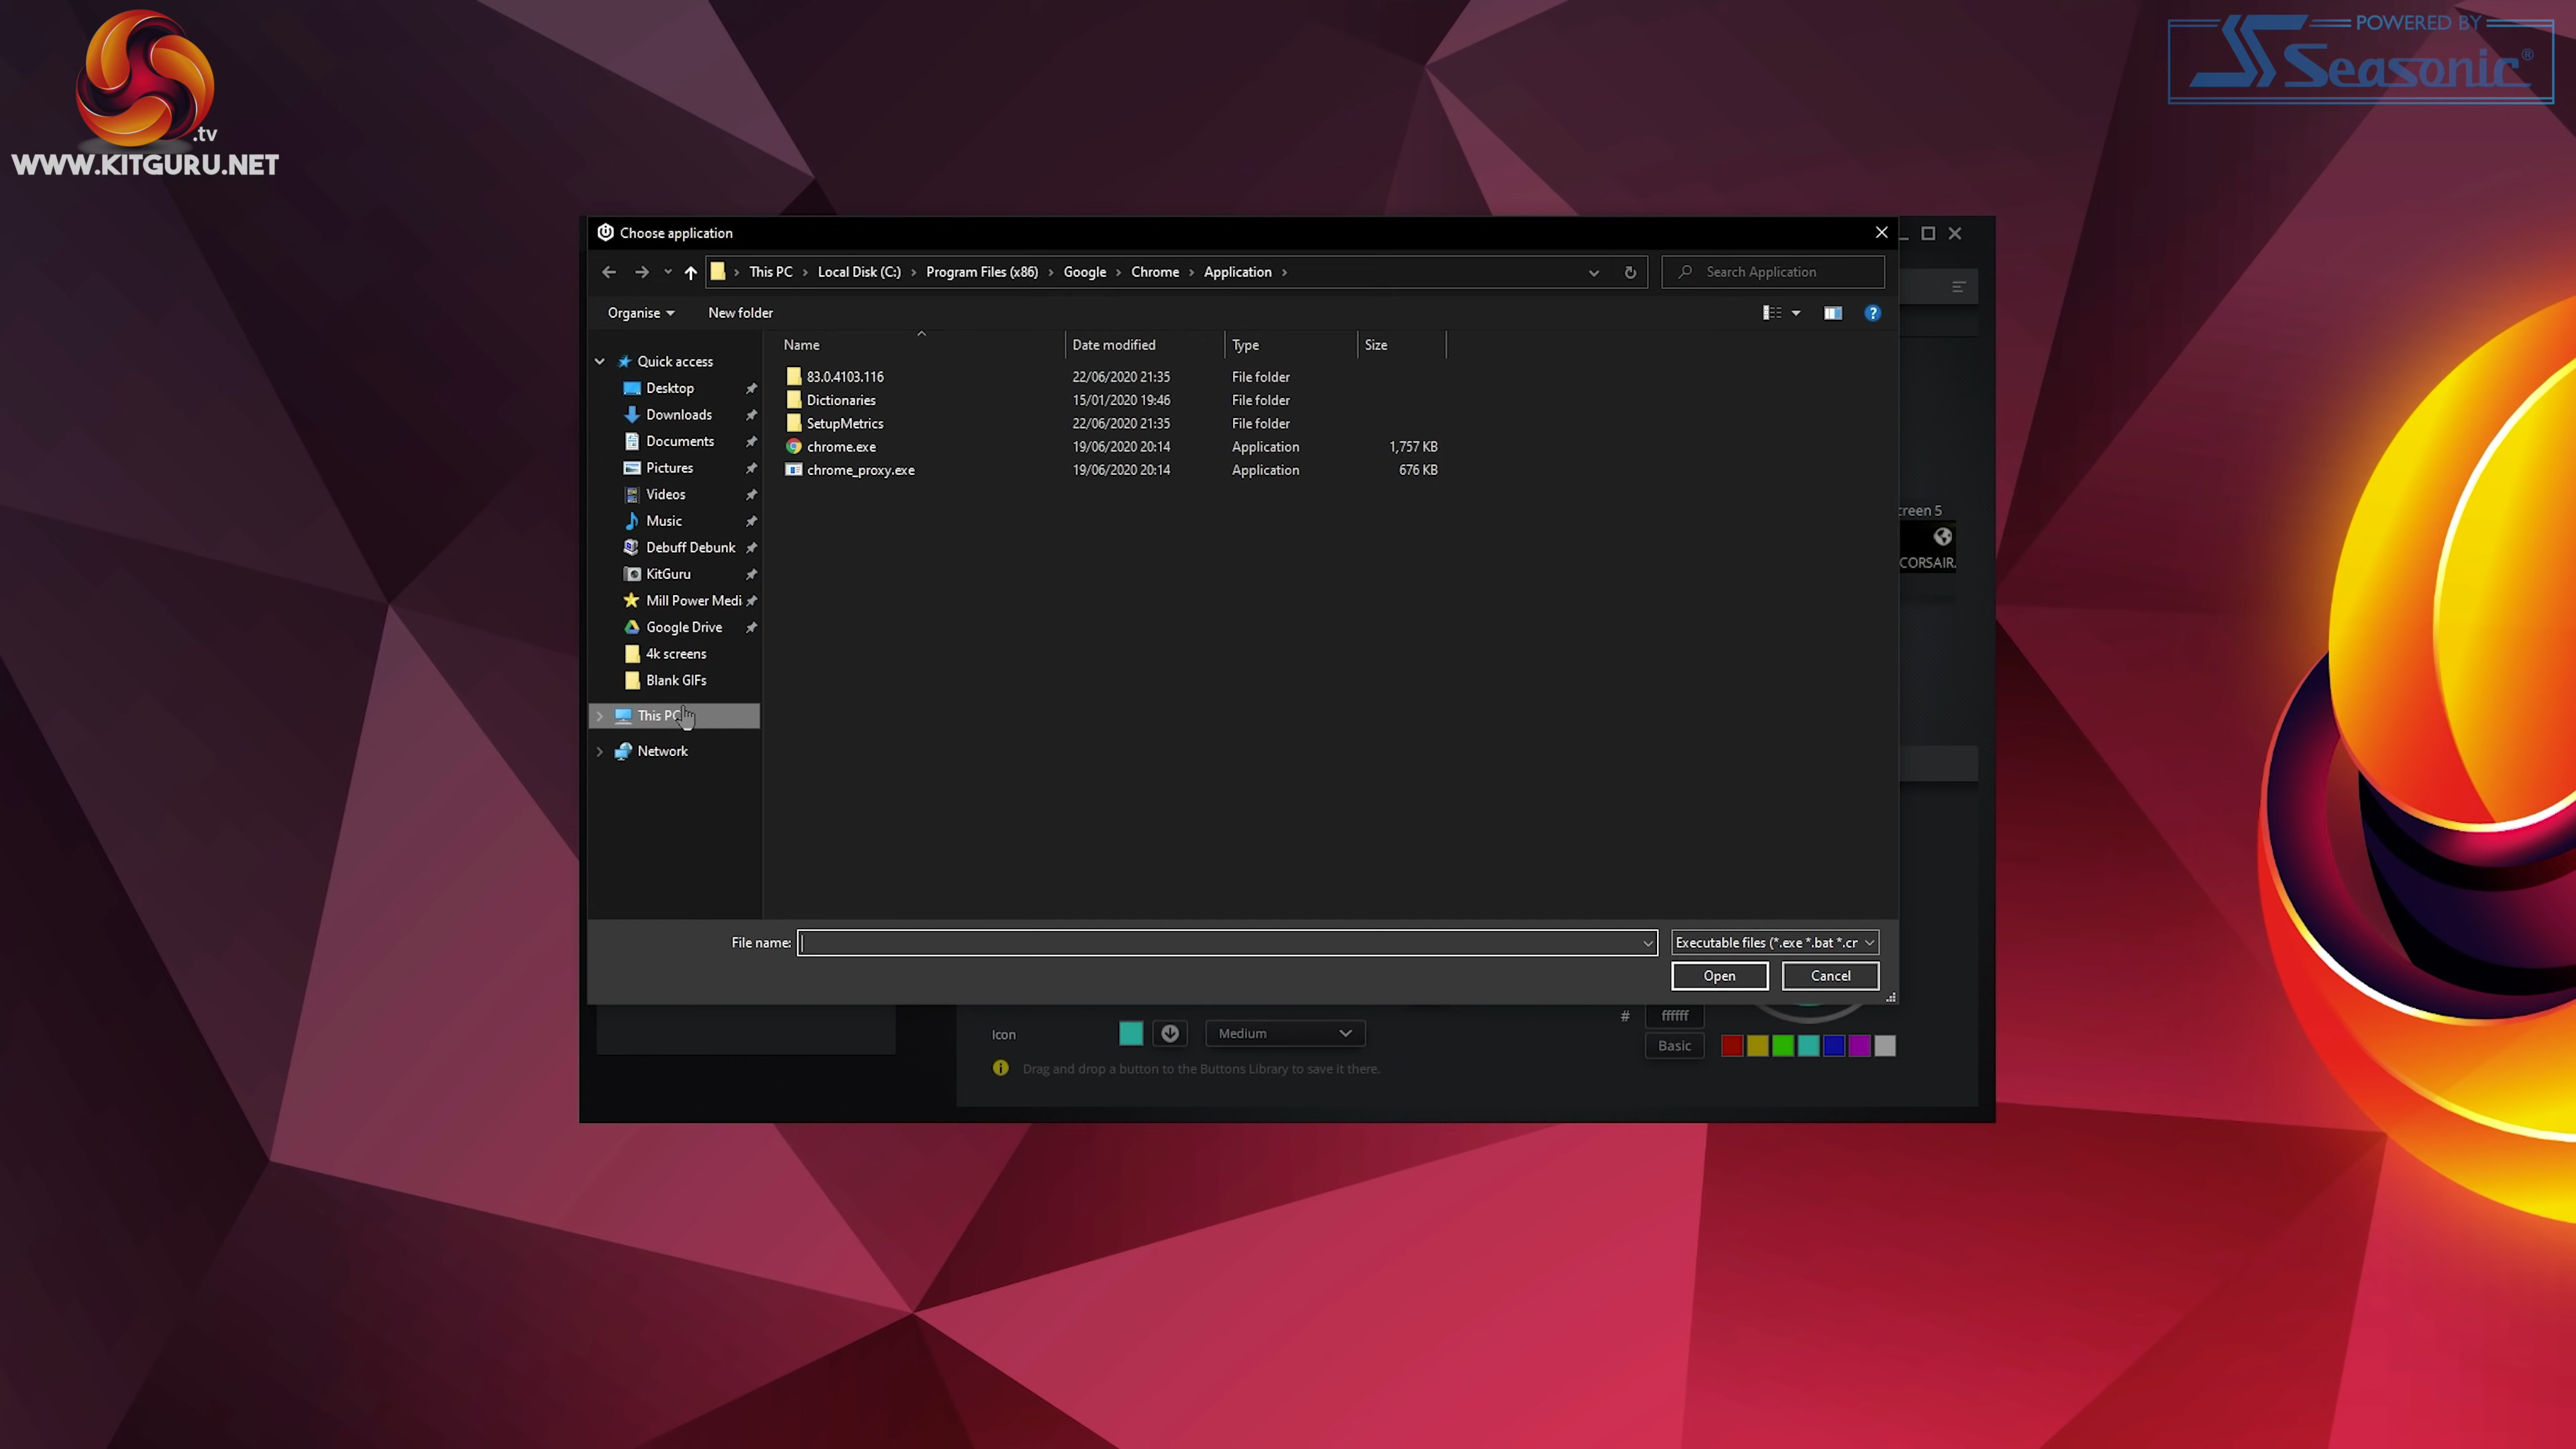 .tv
WWW.KITGURU.NET
POWERED BY
Seasonic®
Choose application
This PC > Local Disk (C:) > Program Files (x86) > Google > Chrome > Application >
Search Application
Organise
New folder
Name
Date modified
Type
Size
83.0.4103.116 22/06/2020 21:35 File folder
Dictionaries 15/01/2020 19:46 File folder
SetupMetrics 22/06/2020 21:35 File folder
chrome.exe 19/06/2020 20:14 Application 1,757 KB
chrome_proxy.exe 19/06/2020 20:14 Application 676 KB
Quick access
Desktop
Downloads
Documents
Pictures
Videos
Music
Debuff Debunk
KitGuru
Mill Power Medi
Google Drive
4k screens
Blank GIFs
This PC
Network
creen 5
CORSAIR.
File name:
Executable files (*.exe *.bat *.cr
Open
Cancel
Icon
Medium
# ffffff
Basic
Drag and drop a button to the Buttons Library to save it there.